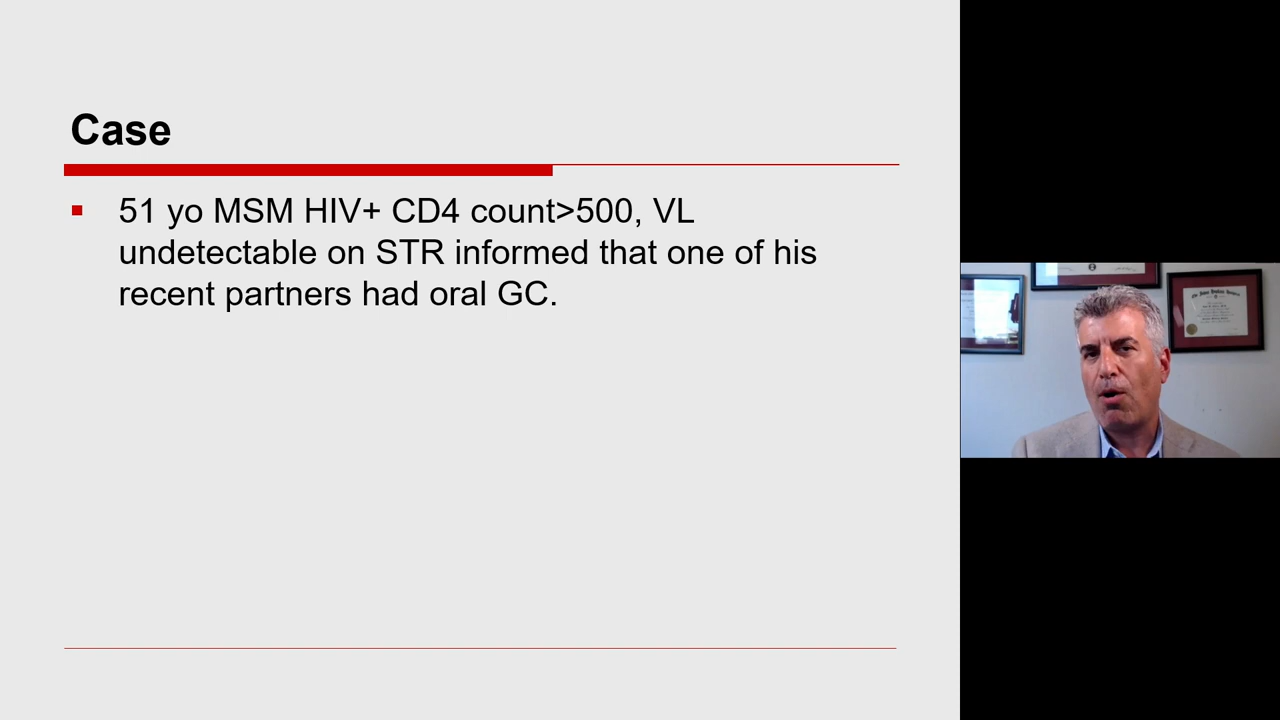 Case
51 yo MSM HIV+ CD4 count>500, VL
undetectable on STR informed that one of his
recent partners had oral GC.